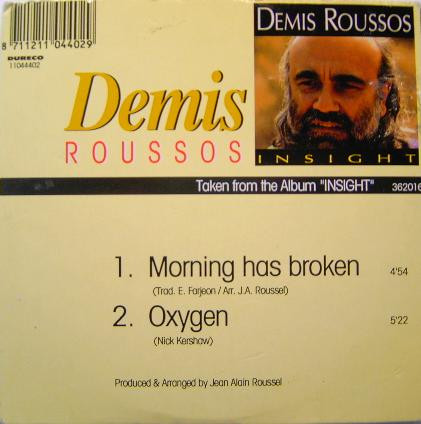 8 711211 044029
DURECO
11044402
DEMIS ROUSSOS
INSIGHT
Demis
ROUSSOS
Taken from the Album "INSIGHT" 362016
1. Morning has broken 4'54
(Trad. E. Farjeon / Arr. J.A. Roussel)
2. Oxygen 5'22
(Nick Kershaw)
Produced & Arranged by Jean Alain Roussel